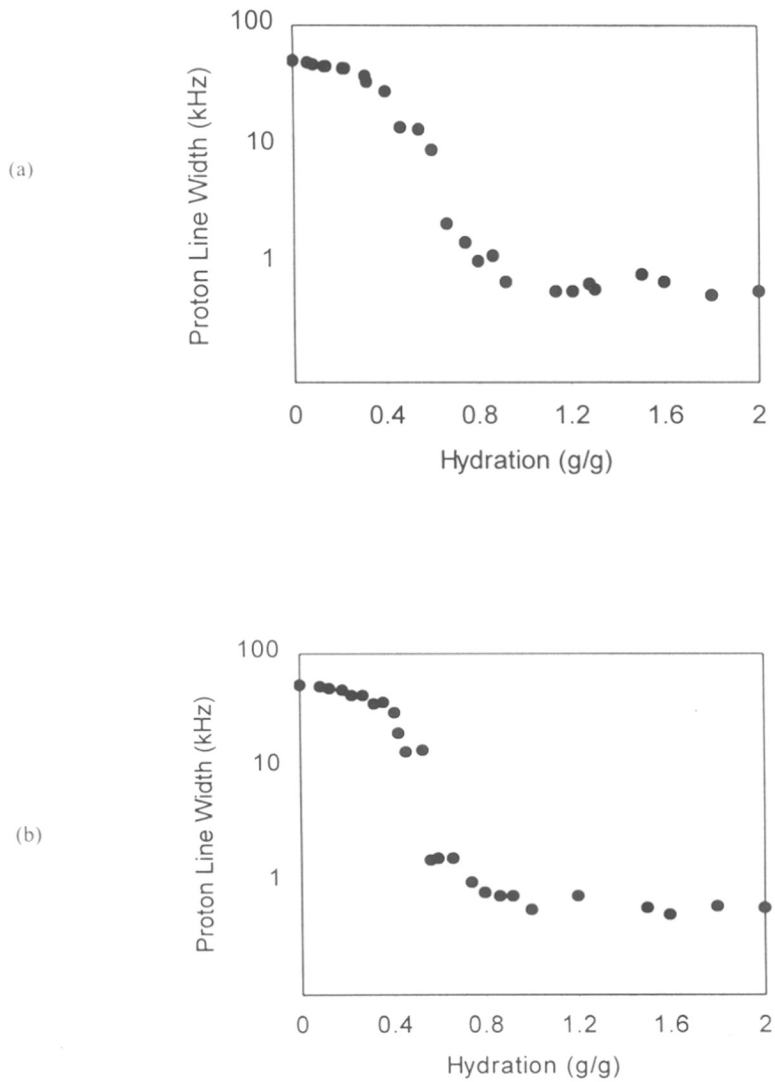 100
10
1
Proton Line Width (kHz)
(a)
0 0.4 0.8 1.2 1.6 2
Hydration (g/g)
100
10
1
Proton Line Width (kHz)
(b)
0 0.4 0.8 1.2 1.6 2
Hydration (g/g)